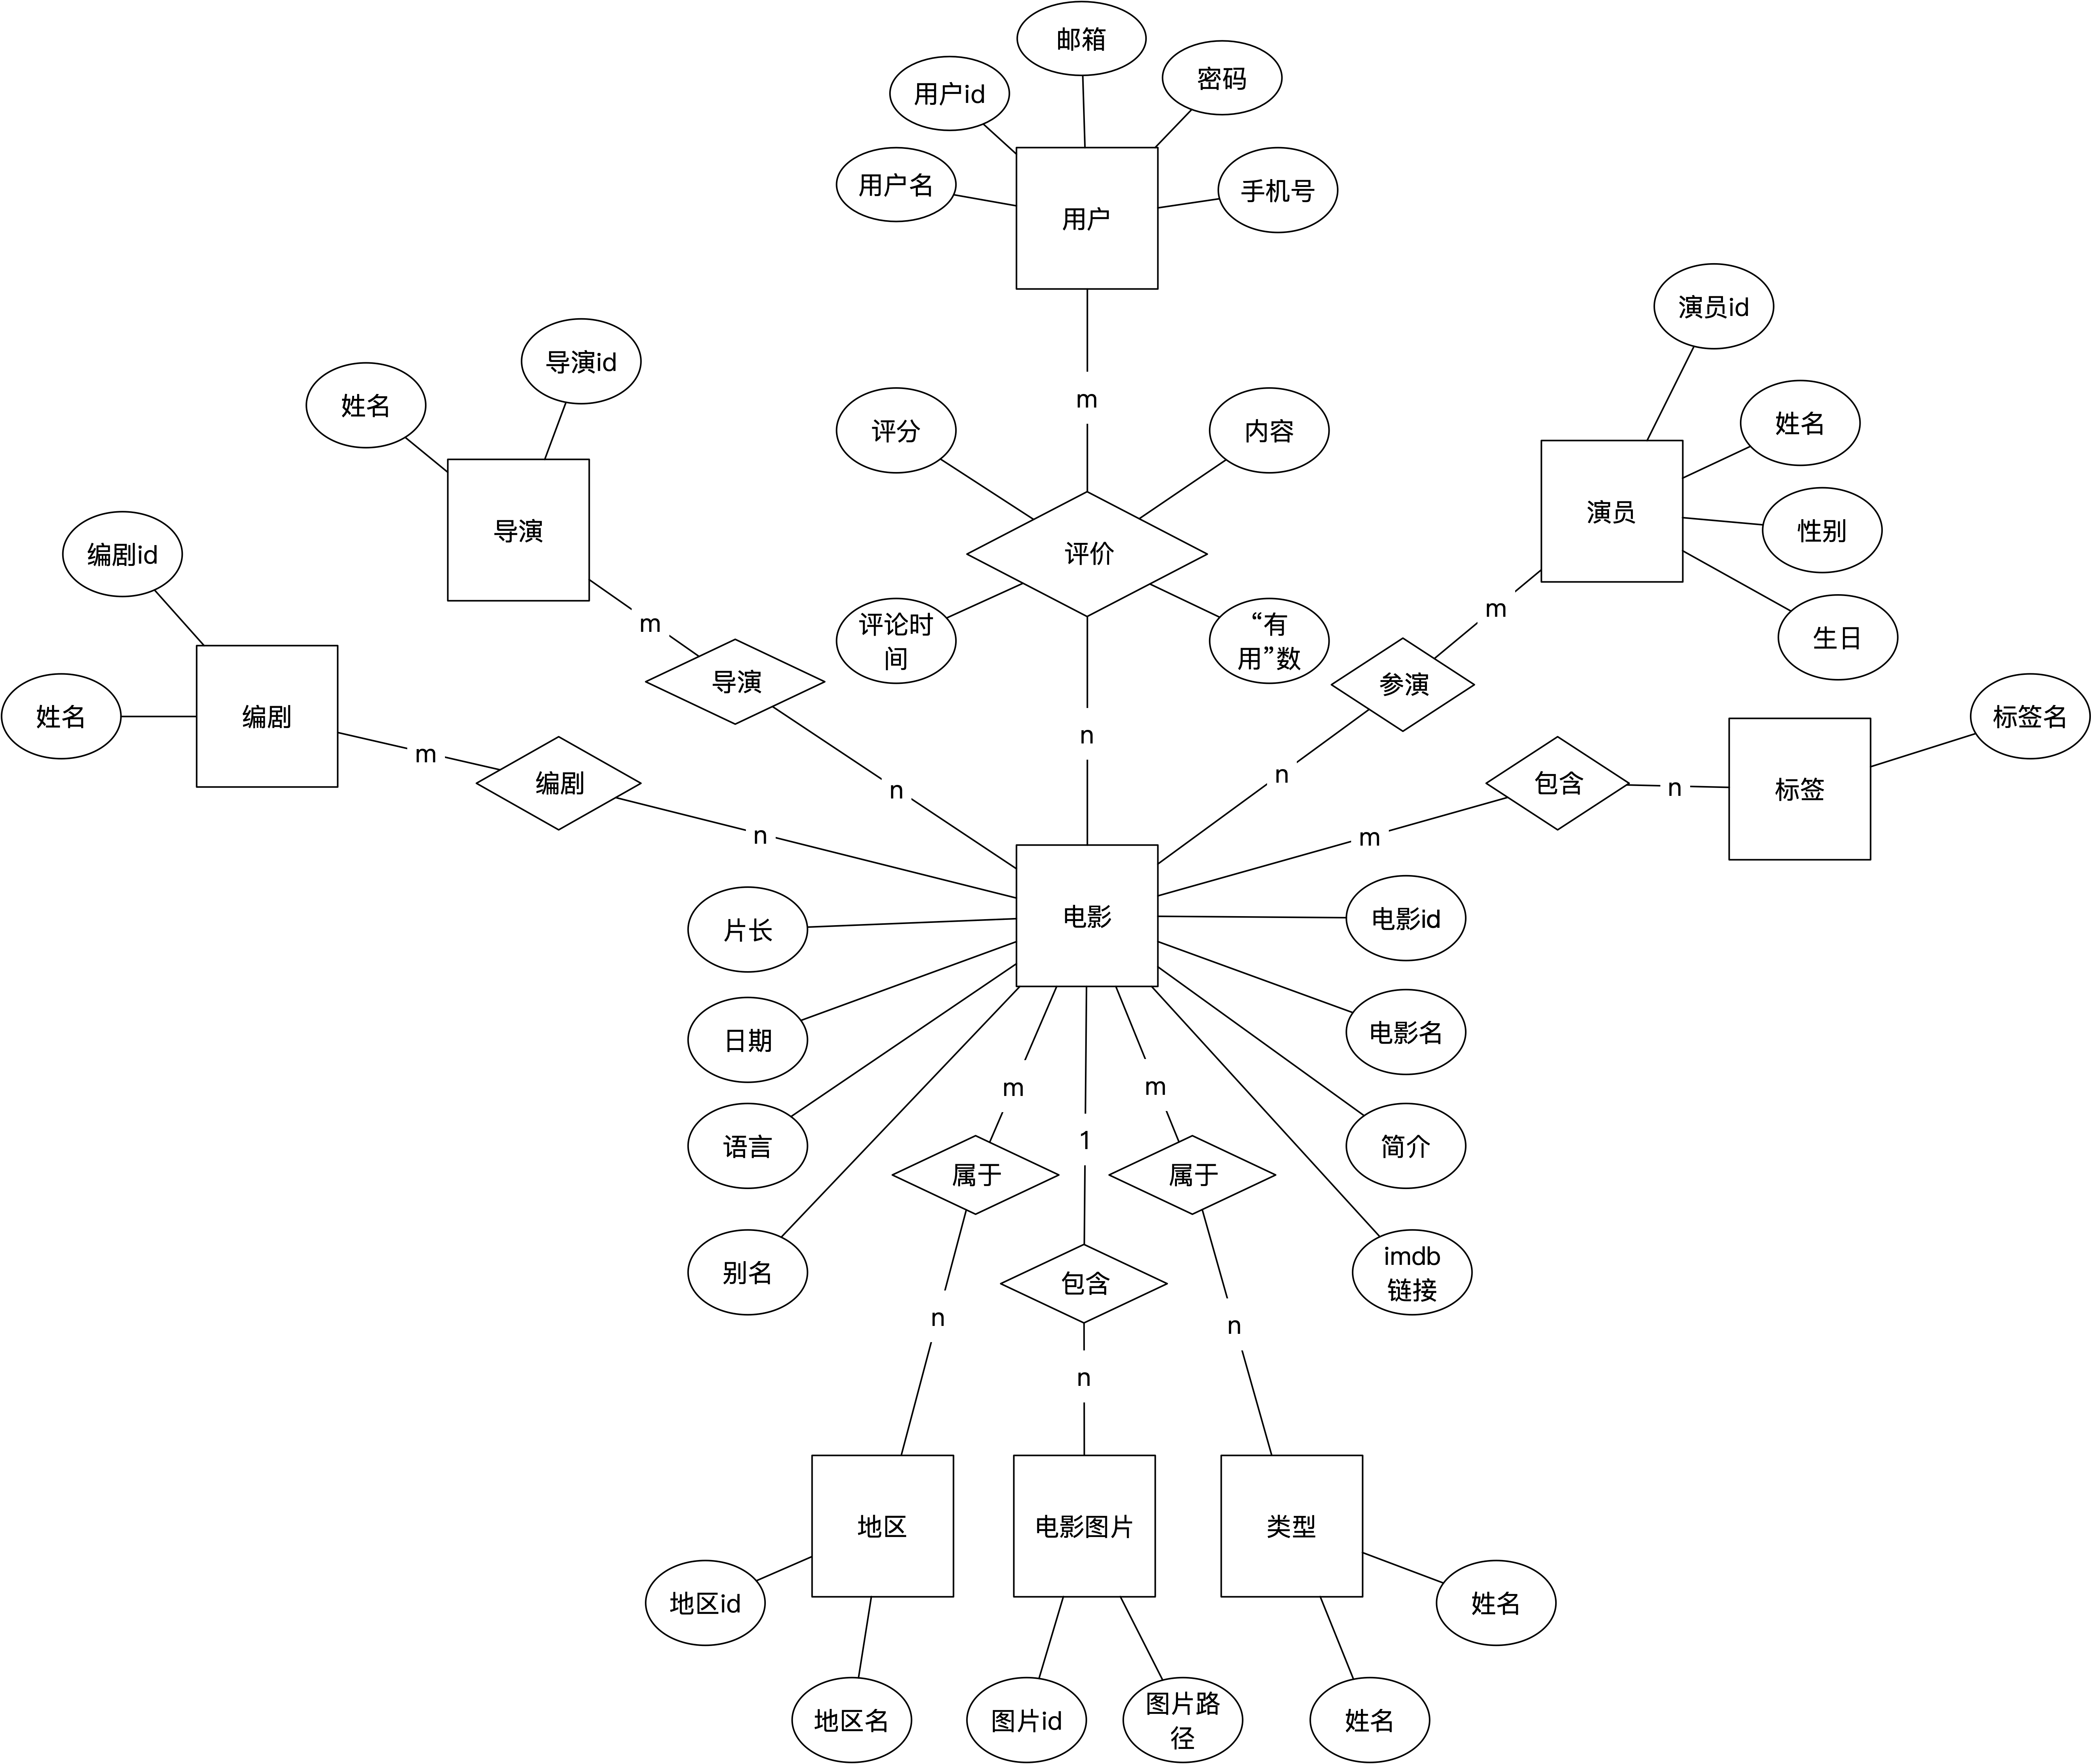 邮箱
密码
用户id
用户名
手机号
用户
演员id
导演id
姓名
m
姓名
评分
内容
演员
导演
性别
编剧id
评价
m
m
评论时
间
“有
用”数
生日
导演
参演
姓名
编剧
标签名
m
n
编剧
包含
n
标签
n
n
n
m
电影
片长
电影id
日期
电影名
m
m
1
语言
简介
属于
属于
别名
包含
imdb
链接
n
n
n
地区
电影图片
类型
地区id
姓名
地区名
图片id
图片路
径
姓名